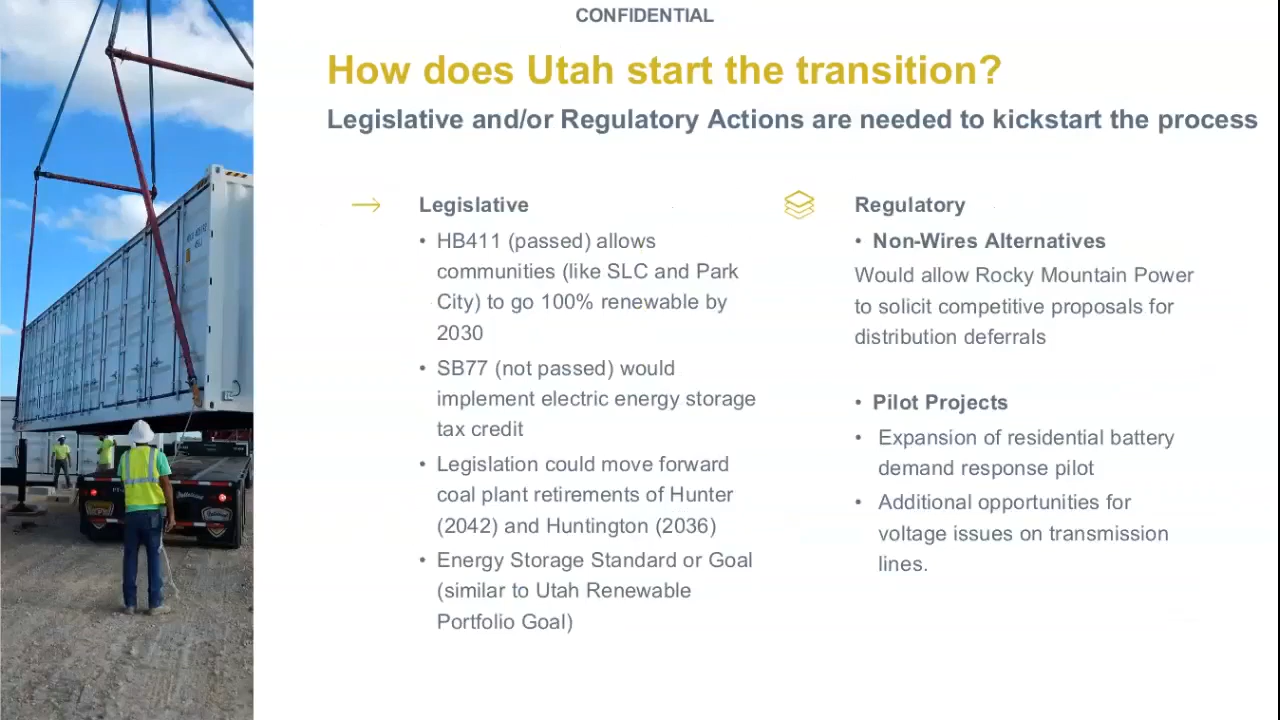 CONFIDENTIAL
How does Utah start the transition?
Legislative and/or Regulatory Actions are needed to kickstart the process
Legislative
• HB411 (passed) allows
communities (like SLC and Park
City) to go 100% renewable by
2030
• SB77 (not passed) would
implement electric energy storage
tax credit
• Legislation could move forward
coal plant retirements of Hunter
(2042) and Huntington (2036)
• Energy Storage Standard or Goal
(similar to Utah Renewable
Portfolio Goal)
Regulatory
• Non-Wires Alternatives
Would allow Rocky Mountain Power
to solicit competitive proposals for
distribution deferrals
• Pilot Projects
• Expansion of residential battery
demand response pilot
• Additional opportunities for
voltage issues on transmission
lines.